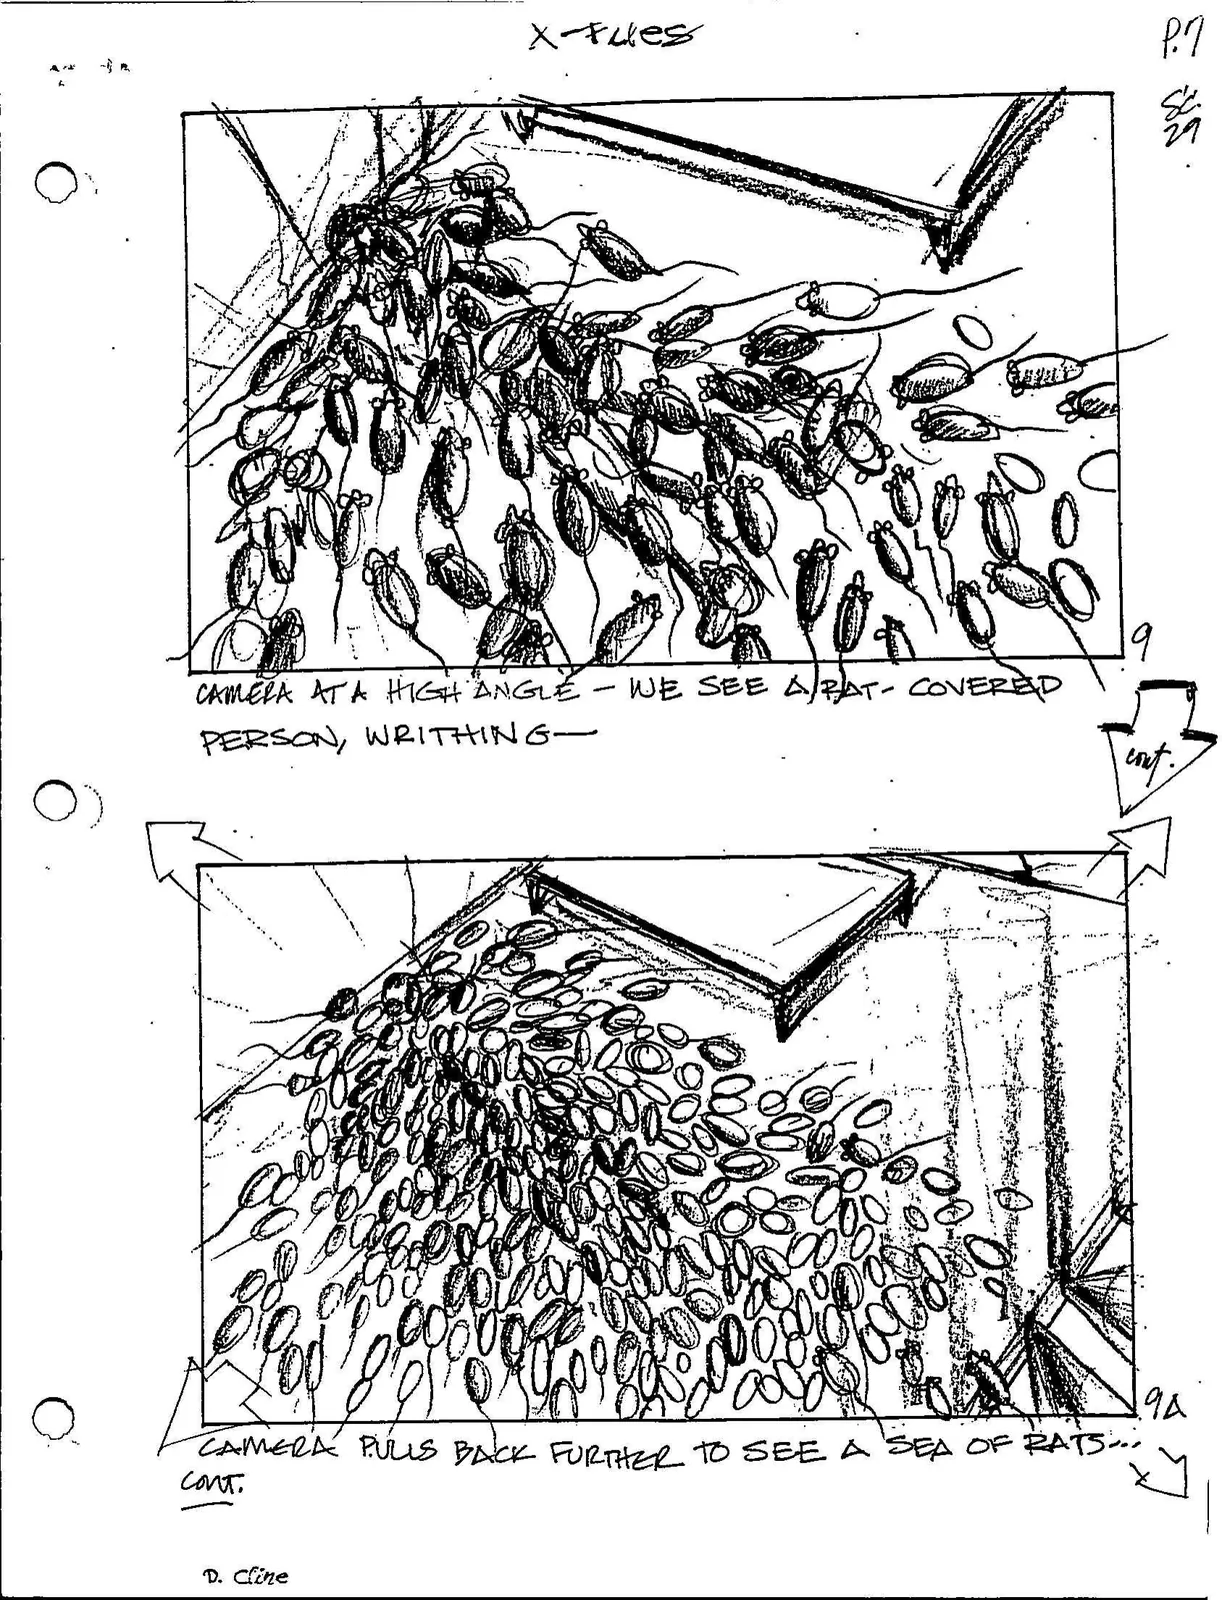 X-FILES
P.7
SC.
29
9
CAMERA AT A HIGH ANGLE — WE SEE A RAT-COVERED
PERSON, WRITHING—
cont.
9A
CAMERA PULLS BACK FURTHER TO SEE A SEA OF RATS...
CONT.
D. Cline